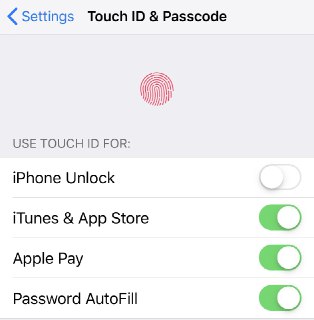 Settings Touch ID & Passcode
USE TOUCH ID FOR:
iPhone Unlock
iTunes & App Store
Apple Pay
Password AutoFill